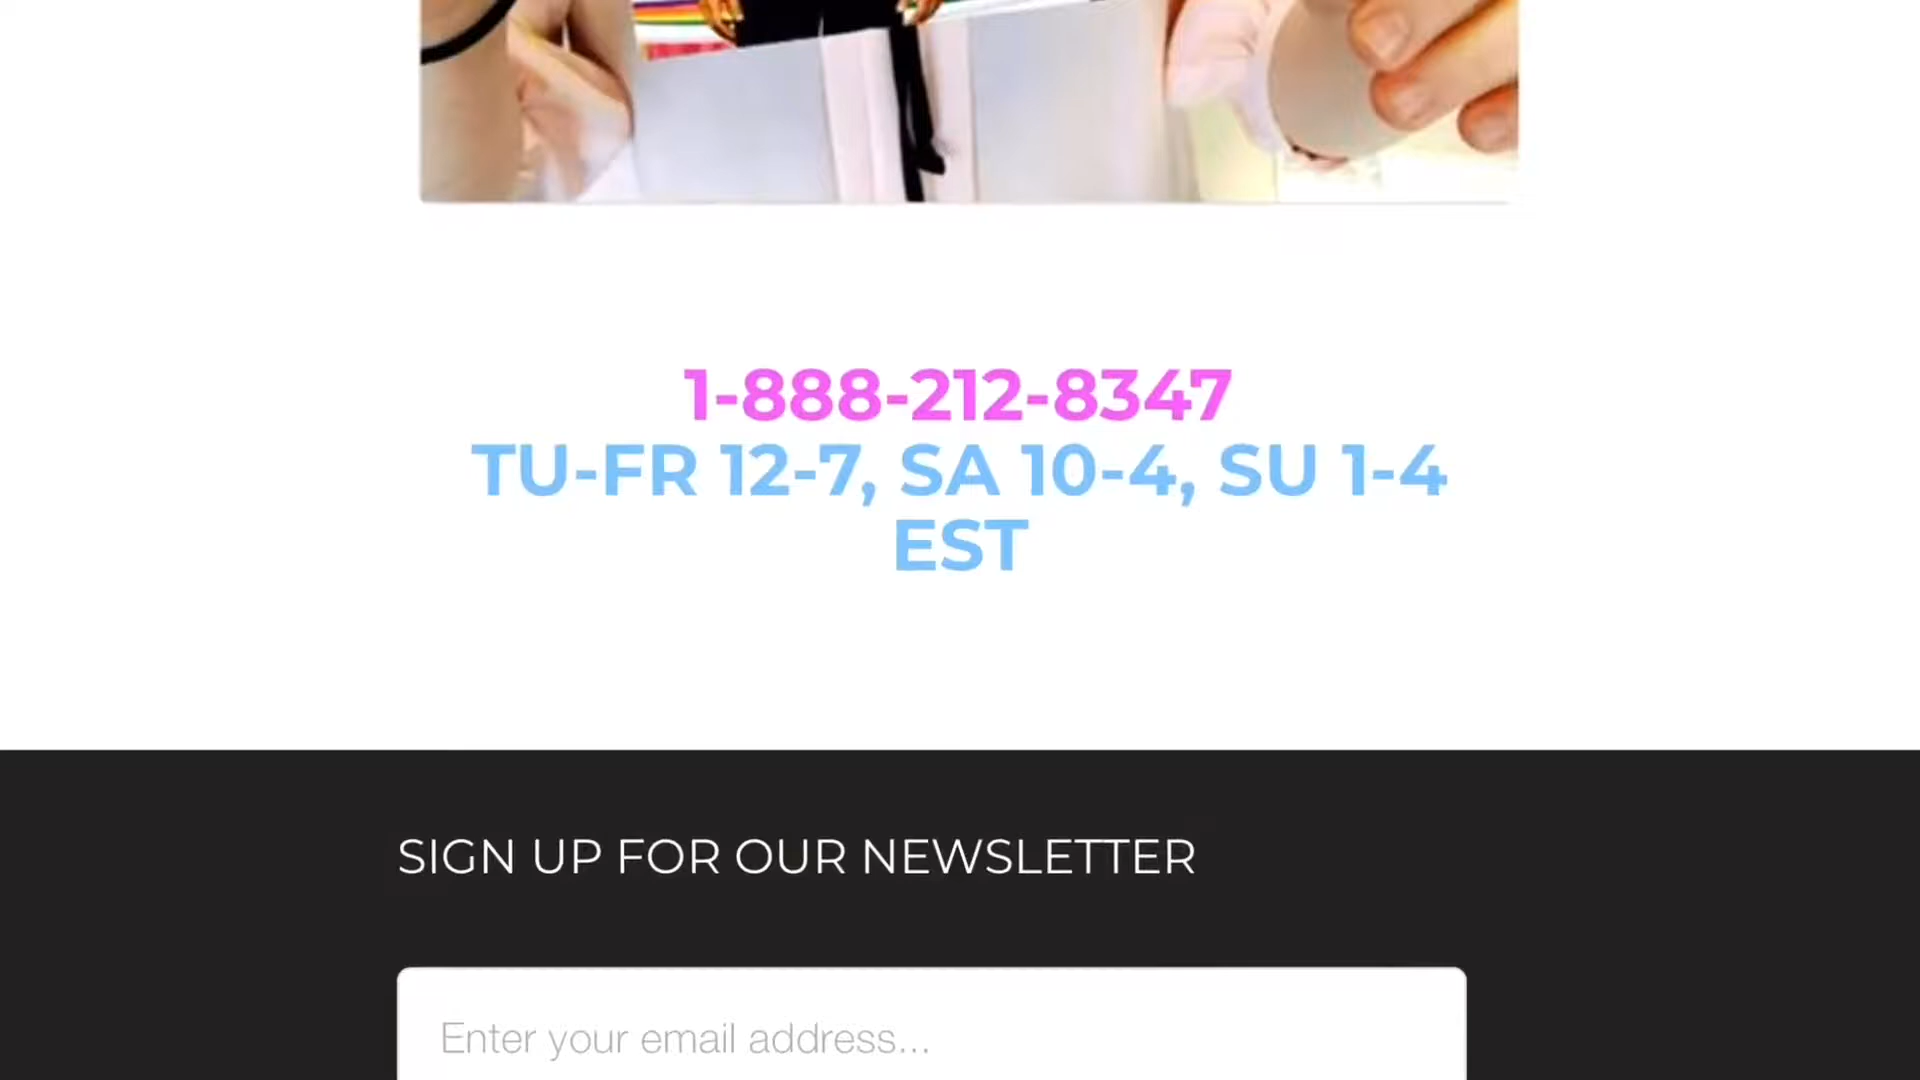 1-888-212-8347
TU-FR 12-7, SA 10-4, SU 1-4
EST
SIGN UP FOR OUR NEWSLETTER
Enter your email address...